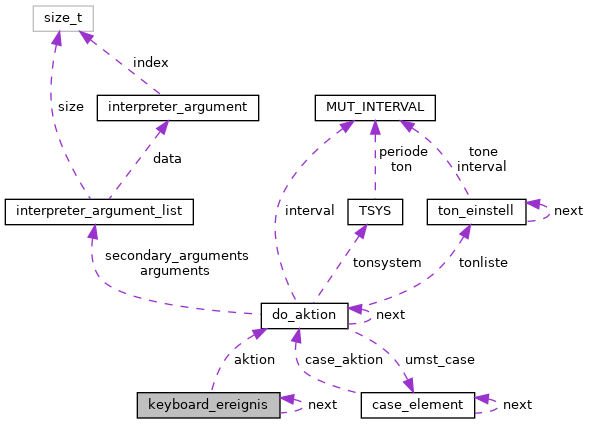 size_t
index
size
interpreter_argument
MUT_INTERVAL
data
periode
ton
tone
interval
interpreter_argument_list
interval
TSYS
ton_einstell
next
secondary_arguments
arguments
tonsystem
tonliste
do_aktion
next
aktion
case_aktion
umst_case
keyboard_ereignis
next
case_element
next